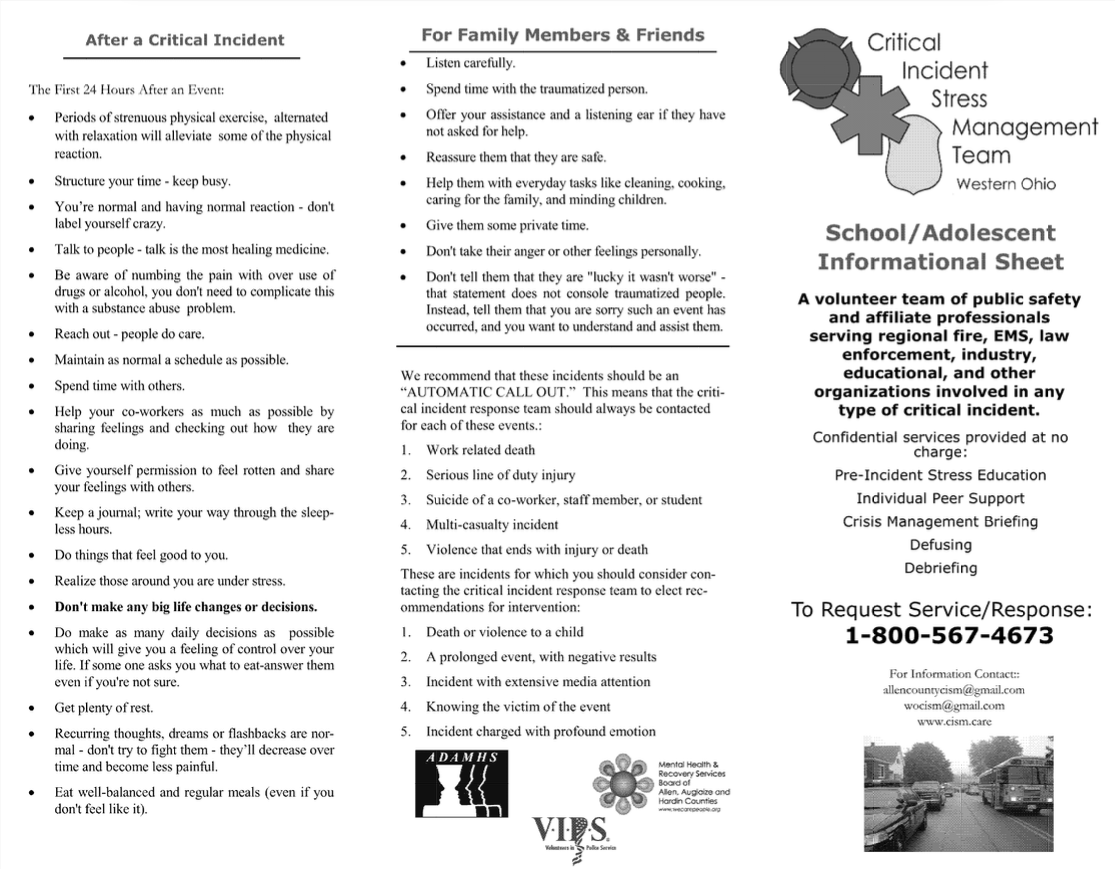 After a Critical Incident
The First 24 Hours After an Event:
• Periods of strenuous physical exercise, alternated
with relaxation will alleviate some of the physical
reaction.
• Structure your time - keep busy.
• You're normal and having normal reaction - don't
label yourself crazy.
• Talk to people - talk is the most healing medicine.
• Be aware of numbing the pain with over use of
drugs or alcohol, you don't need to complicate this
with a substance abuse problem.
• Reach out - people do care.
• Maintain as normal a schedule as possible.
• Spend time with others.
• Help your co-workers as much as possible by
sharing feelings and checking out how they are
doing.
• Give yourself permission to feel rotten and share
your feelings with others.
• Keep a journal; write your way through the sleep-
less hours.
• Do things that feel good to you.
• Realize those around you are under stress.
• Don't make any big life changes or decisions.
• Do make as many daily decisions as possible
which will give you a feeling of control over your
life. If some one asks you what to eat-answer them
even if you're not sure.
• Get plenty of rest.
• Recurring thoughts, dreams or flashbacks are nor-
mal - don't try to fight them - they'll decrease over
time and become less painful.
• Eat well-balanced and regular meals (even if you
don't feel like it).
For Family Members & Friends
• Listen carefully.
• Spend time with the traumatized person.
• Offer your assistance and a listening ear if they have
not asked for help.
• Reassure them that they are safe.
• Help them with everyday tasks like cleaning, cooking,
caring for the family, and minding children.
• Give them some private time.
• Don't take their anger or other feelings personally.
• Don't tell them that they are "lucky it wasn't worse" -
that statement does not console traumatized people.
Instead, tell them that you are sorry such an event has
occurred, and you want to understand and assist them.
We recommend that these incidents should be an
“AUTOMATIC CALL OUT.” This means that the criti-
cal incident response team should always be contacted
for each of these events.:
1. Work related death
2. Serious line of duty injury
3. Suicide of a co-worker, staff member, or student
4. Multi-casualty incident
5. Violence that ends with injury or death
These are incidents for which you should consider con-
tacting the critical incident response team to elect rec-
ommendations for intervention:
1. Death or violence to a child
2. A prolonged event, with negative results
3. Incident with extensive media attention
4. Knowing the victim of the event
5. Incident charged with profound emotion
ADAMHS
Mental Health &
Recovery Services
Board of
Allen, Auglaize and
Hardin Counties
www.wecarepeople.org
V·I·P·S.
Volunteers in Police Service
Critical
Incident
Stress
Management
Team
Western Ohio
School/Adolescent
Informational Sheet
A volunteer team of public safety
and affiliate professionals
serving regional fire, EMS, law
enforcement, industry,
educational, and other
organizations involved in any
type of critical incident.
Confidential services provided at no
charge:
Pre-Incident Stress Education
Individual Peer Support
Crisis Management Briefing
Defusing
Debriefing
To Request Service/Response:
1-800-567-4673
For Information Contact::
allencountycism@gmail.com
wocism@gmail.com
www.cism.care